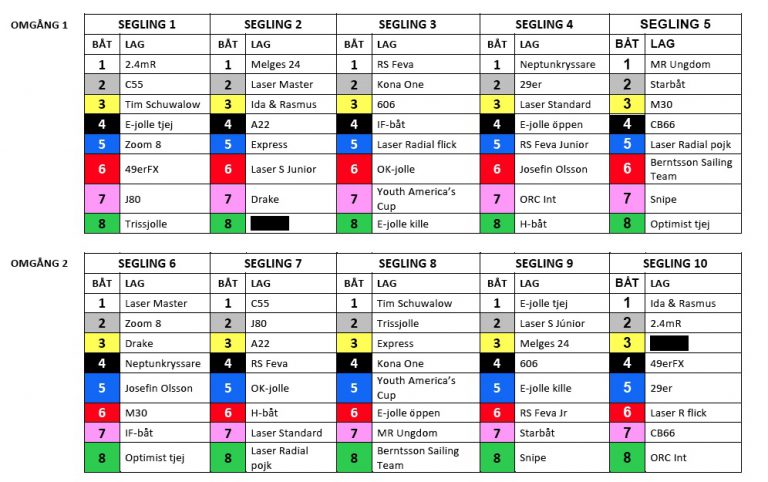 OMGÅNG 1 SEGLING 1 SEGLING 2 SEGLING 3 SEGLING 4 SEGLING 5
BÅT LAG BÅT LAG BÅT LAG BÅT LAG BÅT LAG
1 2.4mR 1 Melges 24 1 RS Feva 1 Neptunkryssare 1 MR Ungdom
2 C55 2 Laser Master 2 Kona One 2 29er 2 Starbåt
3 Tim Schuwalow 3 Ida & Rasmus 3 606 3 Laser Standard 3 M30
4 E-jolle tjej 4 A22 4 IF-båt 4 E-jolle öppen 4 CB66
5 Zoom 8 5 Express 5 Laser Radial flick 5 RS Feva Junior 5 Laser Radial pojk
6 49erFX 6 Laser S Junior 6 OK-jolle 6 Josefin Olsson 6 Berntsson Sailing
Team
7 J80 7 Drake 7 Youth America’s 7 ORC Int 7 Snipe
Cup
8 Trissjolle 8 8 E-jolle kille 8 H-båt 8 Optimist tjej
OMGÅNG 2 SEGLING 6 SEGLING 7 SEGLING 8 SEGLING 9 SEGLING 10
BÅT LAG BÅT LAG BÅT LAG BÅT LAG BÅT LAG
1 Laser Master 1 C55 1 Tim Schuwalow 1 E-jolle tjej 1 Ida & Rasmus
2 Zoom 8 2 J80 2 Trissjolle 2 Laser S Júnior 2 2.4mR
3 Drake 3 A22 3 Express 3 Melges 24 3
4 Neptunkryssare 4 RS Feva 4 Kona One 4 606 4 49erFX
5 Josefin Olsson 5 OK-jolle 5 Youth America’s 5 E-jolle kille 5 29er
Cup
6 M30 6 H-båt 6 E-jolle öppen 6 RS Feva Jr 6 Laser R flick
7 IF-båt 7 Laser Standard 7 MR Ungdom 7 Starbåt 7 CB66
8 Optimist tjej 8 Laser Radial 8 Berntsson Sailing 8 Snipe 8 ORC Int
pojk Team